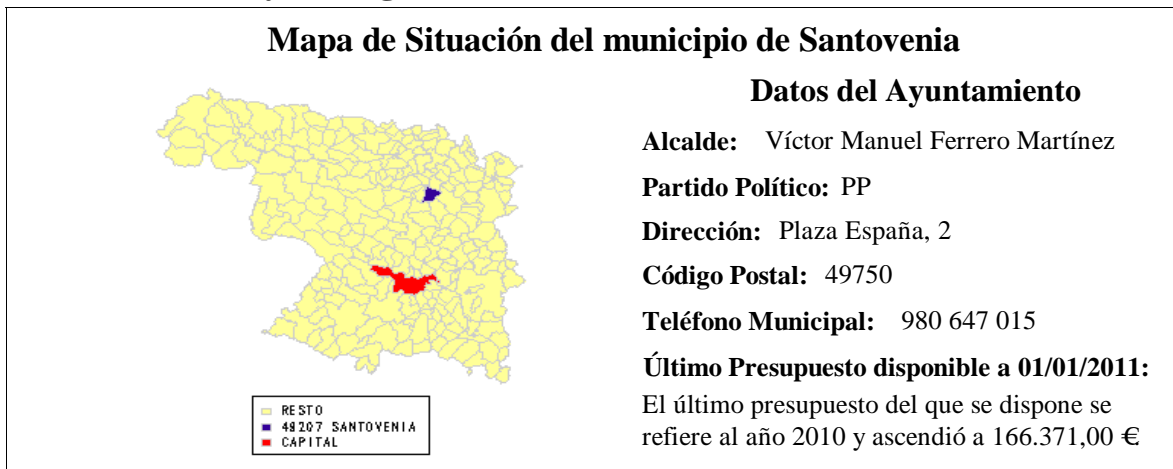 Mapa de Situación del municipio de Santovenia
Datos del Ayuntamiento
Alcalde: Víctor Manuel Ferrero Martínez
Partido Político: PP
Dirección: Plaza España, 2
Código Postal: 49750
Teléfono Municipal: 980 647 015
Último Presupuesto disponible a 01/01/2011:
El último presupuesto del que se dispone se
refiere al año 2010 y ascendió a 166.371,00 €
RESTO
49207 SANTOVENIA
CAPITAL